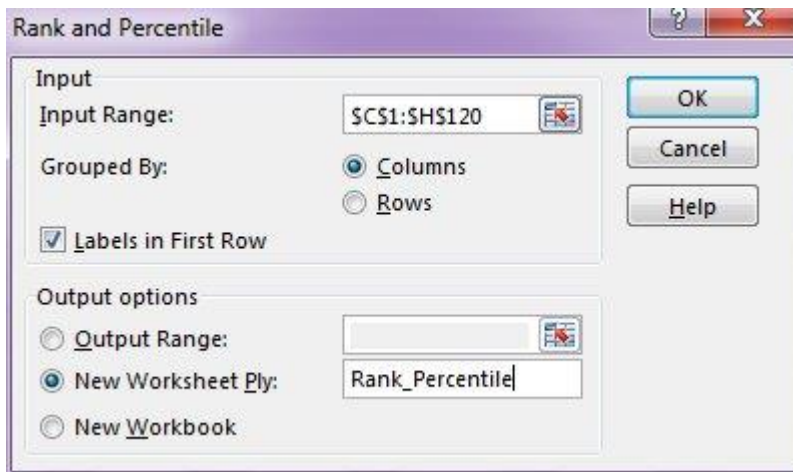 Rank and Percentile
?
X
Input
Input Range:
$C$1:$H$120
OK
Grouped By:
Columns
Cancel
Rows
Help
Labels in First Row
Output options
Output Range:
New Worksheet Ply:
Rank_Percentile
New Workbook